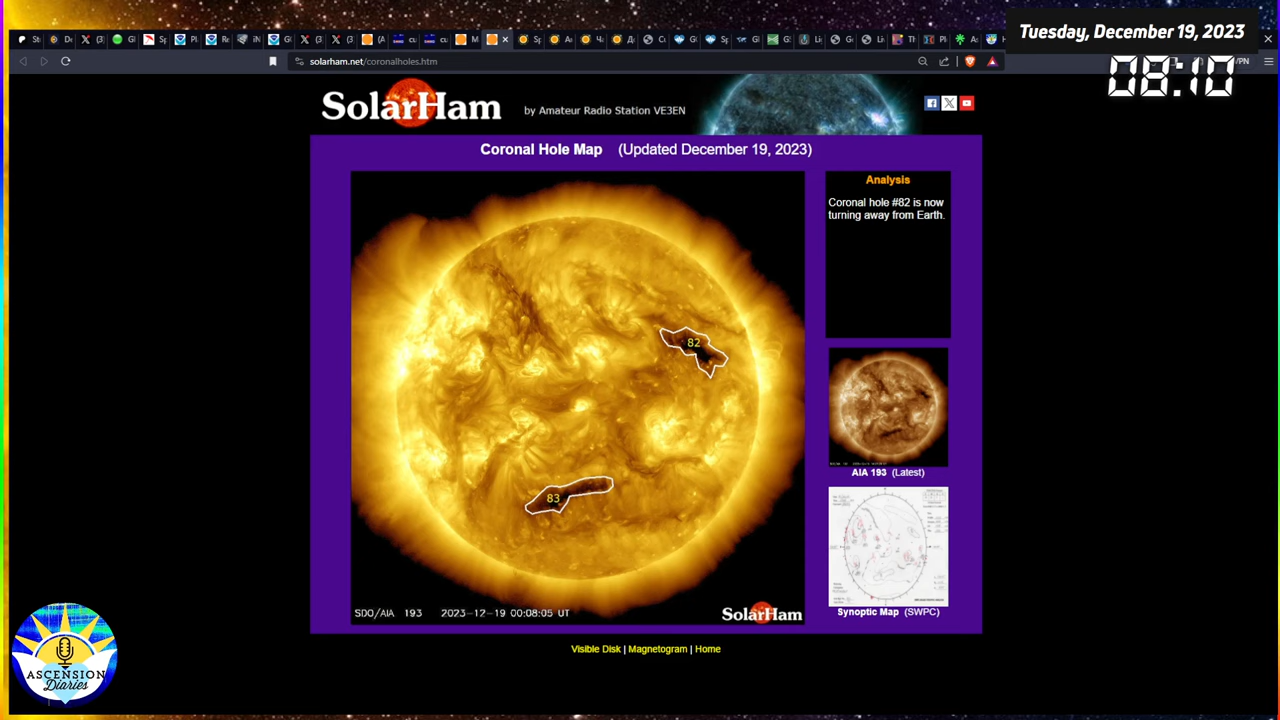 Tuesday, December 19, 2023
08:10
solarham.net/coronalholes.htm
SolarHam
by Amateur Radio Station VE3EN
Coronal Hole Map (Updated December 19, 2023)
Analysis
Coronal hole #82 is now
turning away from Earth.
82
83
SDO/AIA 193 2023-12-19 00:08:05 UT
SolarHam
AIA 193 (Latest)
Synoptic Map (SWPC)
Visible Disk | Magnetogram | Home
ASCENSION
Diaries